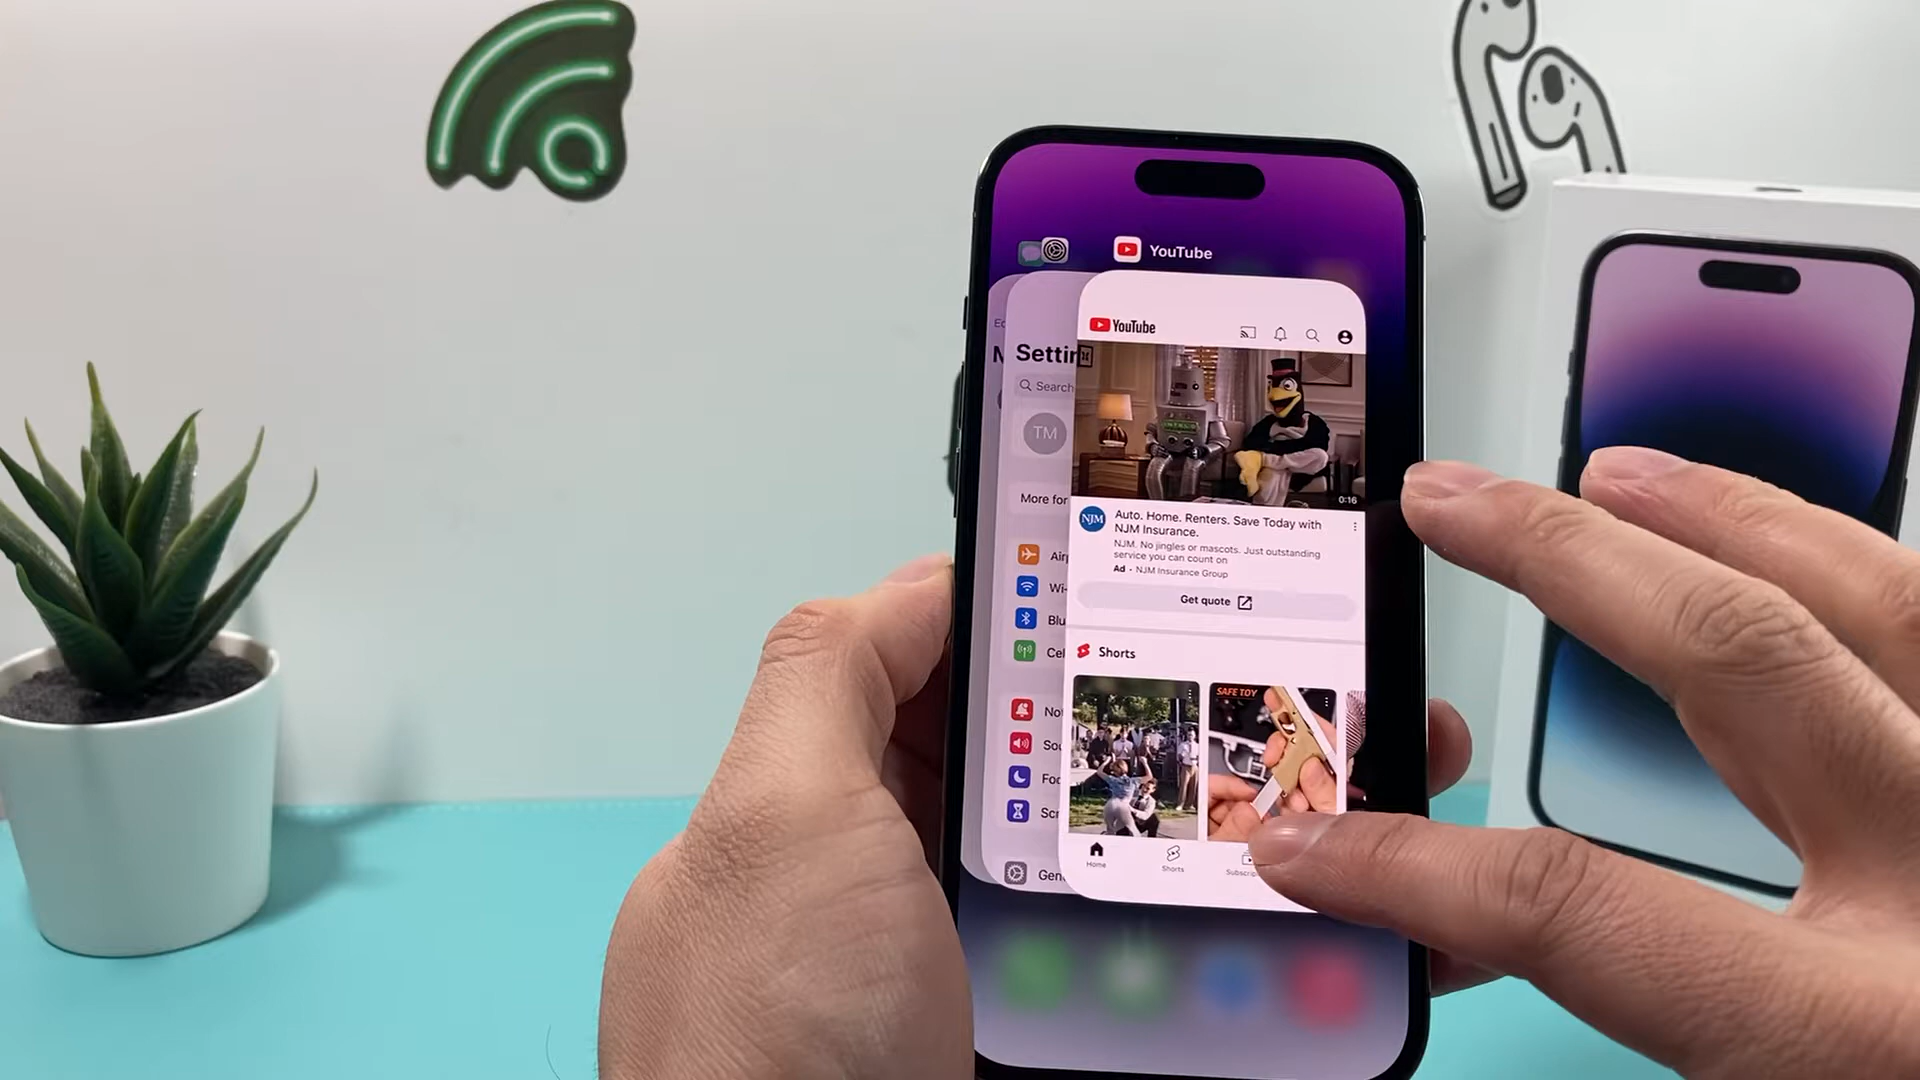 YouTube
YouTube
Settin
Search
TM
More for
0:16
NJM
Auto. Home. Renters. Save Today with
NJM Insurance.
NJM. No jingles or mascots. Just outstanding
service you can count on
Ad · NJM Insurance Group
Get quote
Shorts
SAFE TOY
Airp
Wi-
Blu
Cel
Not
Sou
Foc
Scr
Gen
Home
Shorts
Subscrip